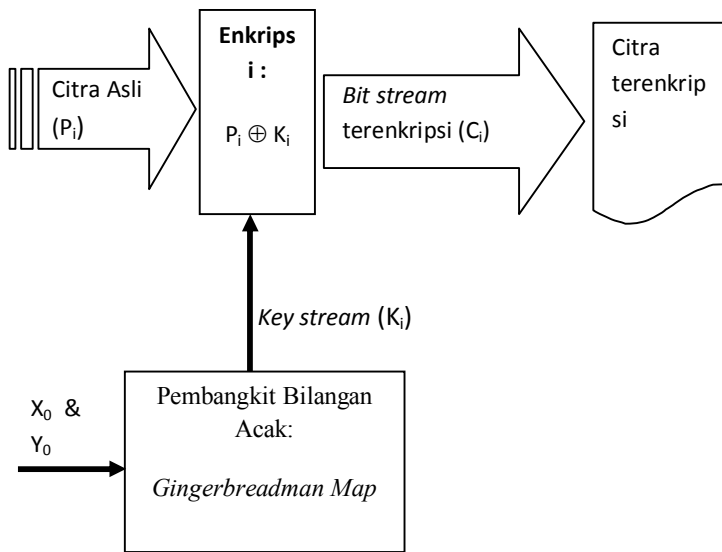 Citra Asli
(Pᵢ)
Enkrips
i :
Pᵢ ⊕ Kᵢ
Bit stream
terenkripsi (Cᵢ)
Citra
terenkrip
si
Key stream (Kᵢ)
X₀ &
Y₀
Pembangkit Bilangan
Acak:
Gingerbreadman Map